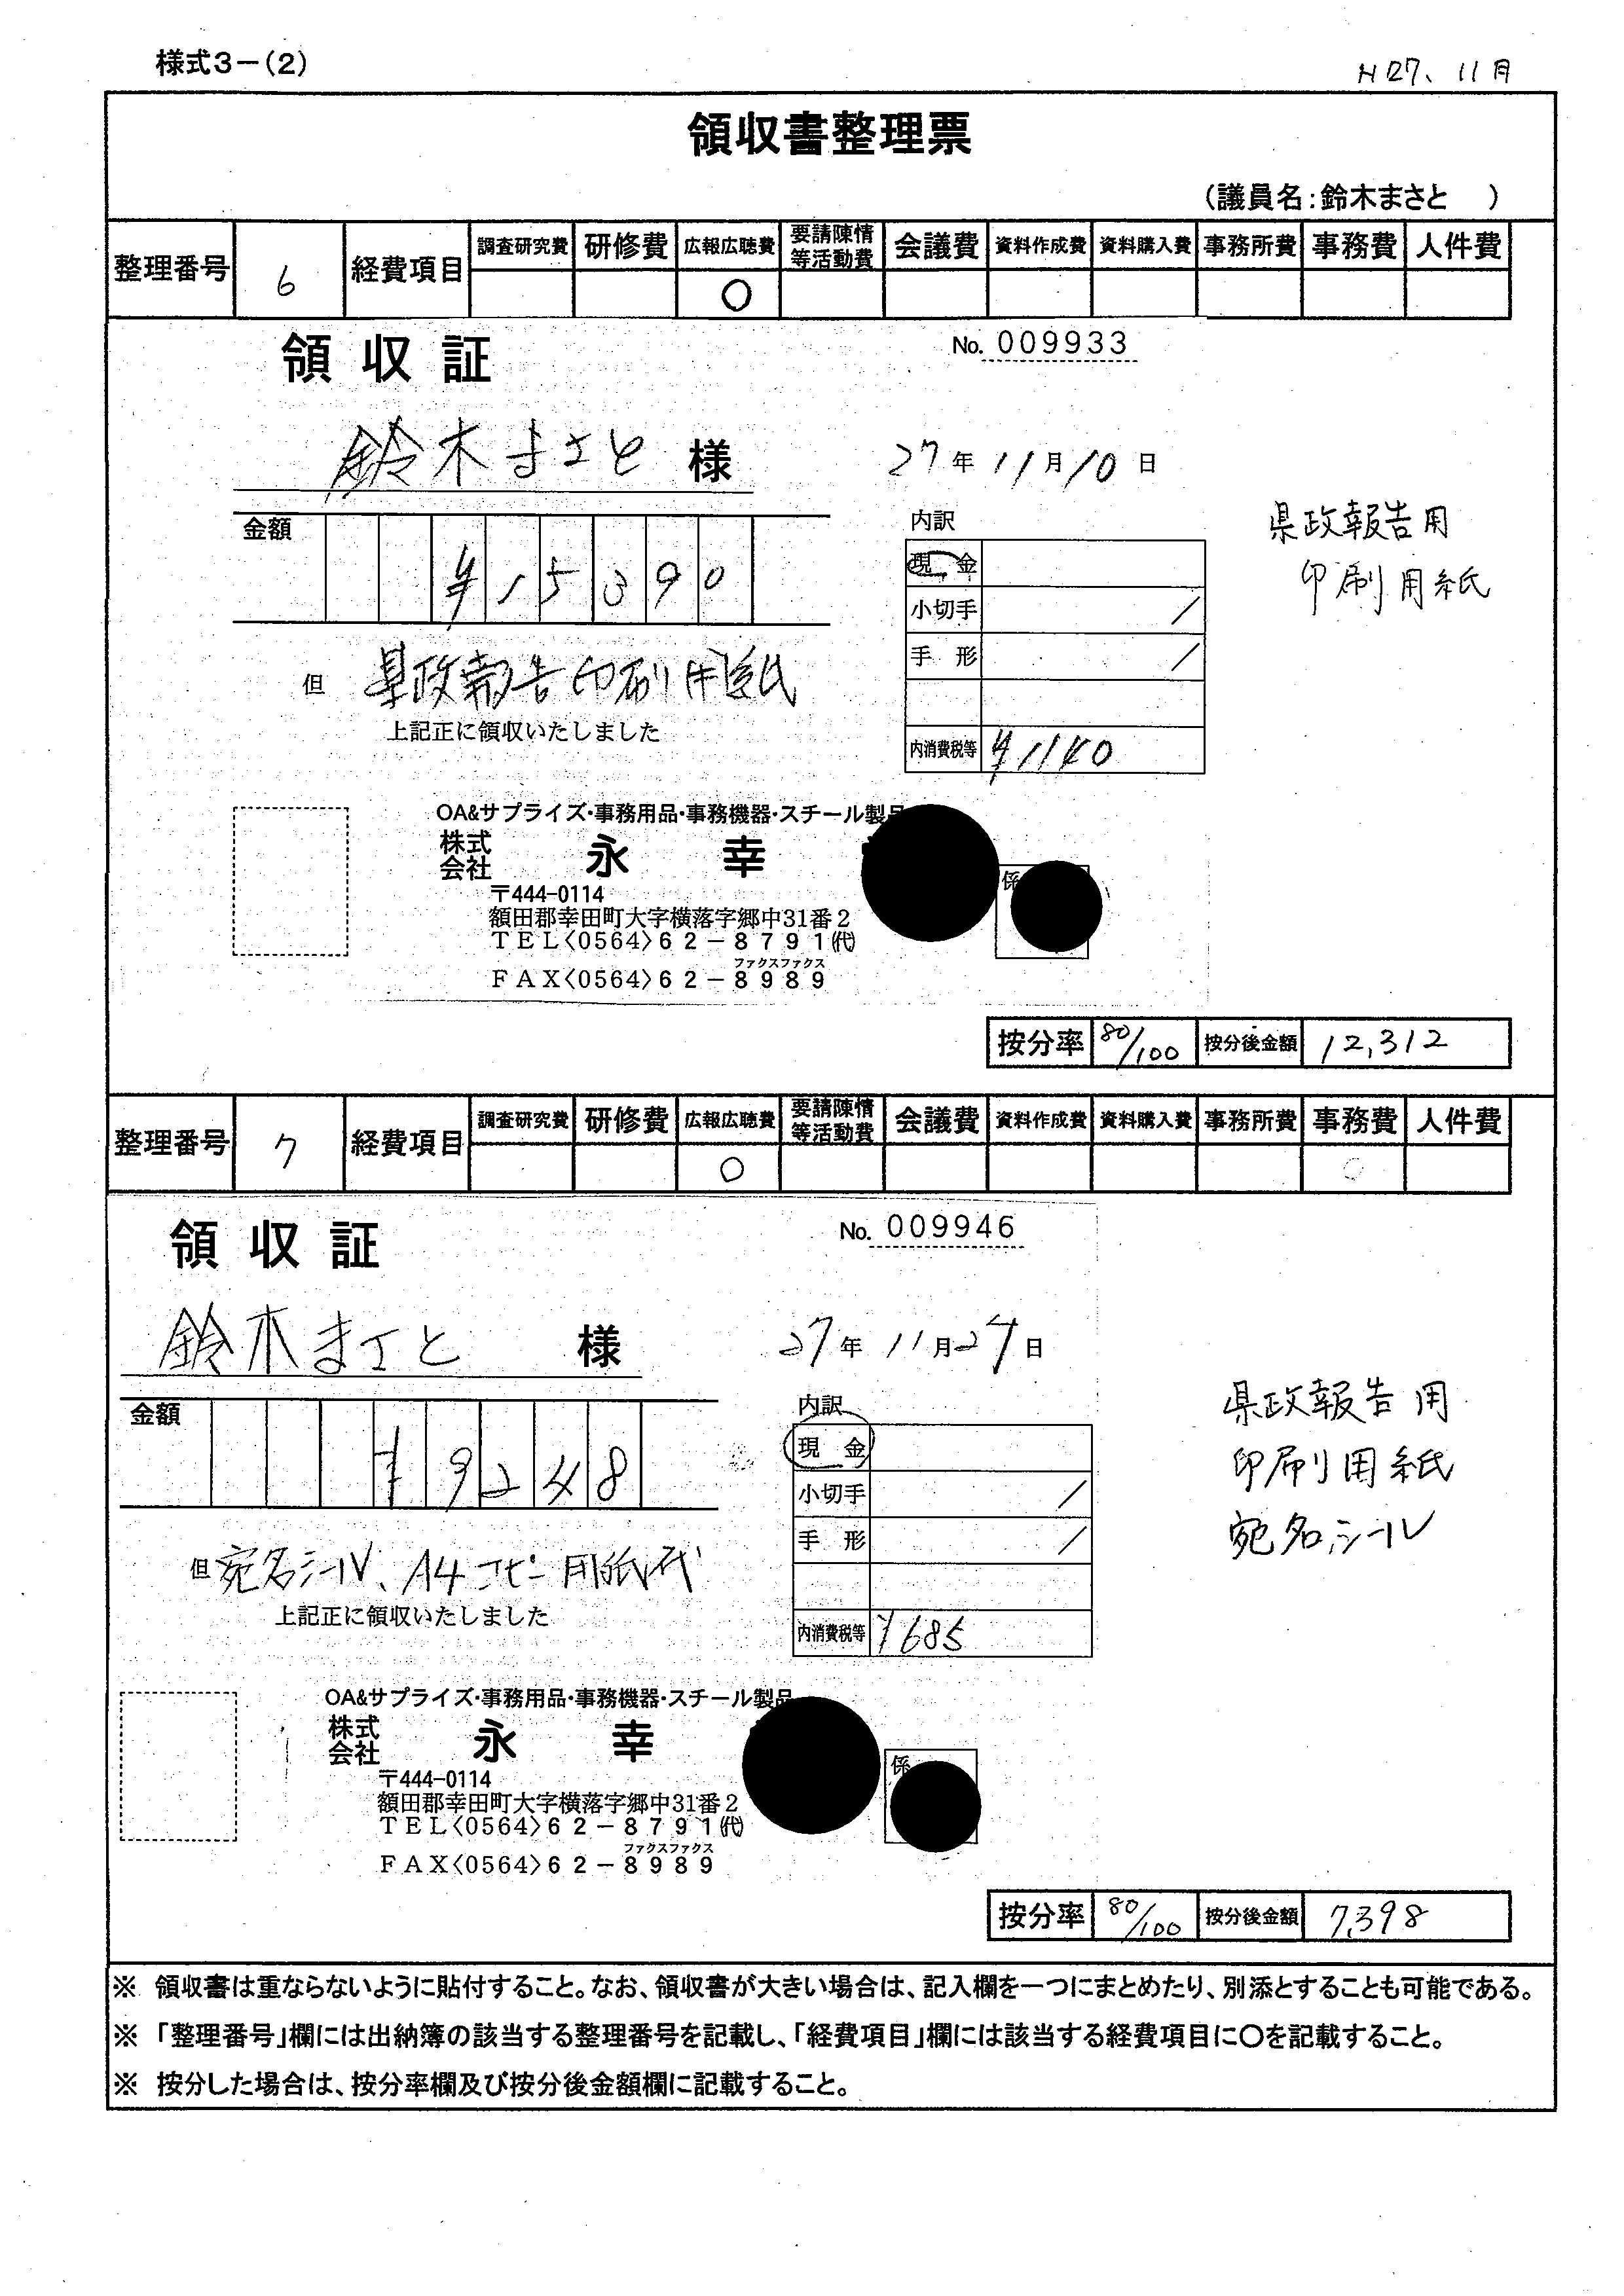 様式3－(2)
H27、11月
領収書整理票
(議員名:鈴木まさと　)
整理番号 6 経費項目 調査研究費 研修費 広報広聴費 要請陳情等活動費 会議費 資料作成費 資料購入費 事務所費 事務費 人件費
○
領収証
No. 009933
鈴木まさと 様
27年11月10日
金額 ¥15390
内訳
現金
小切手 /
手形 /
内消費税等 ¥1140
県政報告用
印刷用紙
但 県政報告印刷用紙
上記正に領収いたしました
OA&サプライズ・事務用品・事務機器・スチール製品
株式会社 永 幸
〒444-0114
額田郡幸田町大字横落字郷中31番2
TEL〈0564〉62－8791(代)
ファクスファクス
FAX〈0564〉62－8989
係
按分率 80/100 按分後金額 12,312
整理番号 7 経費項目 調査研究費 研修費 広報広聴費 要請陳情等活動費 会議費 資料作成費 資料購入費 事務所費 事務費 人件費
○
領収証
No. 009946
鈴木まさと 様
27年11月27日
金額 ¥9248
内訳
現金
小切手 /
手形 /
内消費税等 ¥685
県政報告用
印刷用紙
宛名シール
但 宛名シール、A4コピー用紙代
上記正に領収いたしました
OA&サプライズ・事務用品・事務機器・スチール製品
株式会社 永 幸
〒444-0114
額田郡幸田町大字横落字郷中31番2
TEL〈0564〉62－8791(代)
ファクスファクス
FAX〈0564〉62－8989
係
按分率 80/100 按分後金額 7,398
※ 領収書は重ならないように貼付すること。なお、領収書が大きい場合は、記入欄を一つにまとめたり、別添とすることも可能である。
※ 「整理番号」欄には出納簿の該当する整理番号を記載し、「経費項目」欄には該当する経費項目に○を記載すること。
※ 按分した場合は、按分率欄及び按分後金額欄に記載すること。